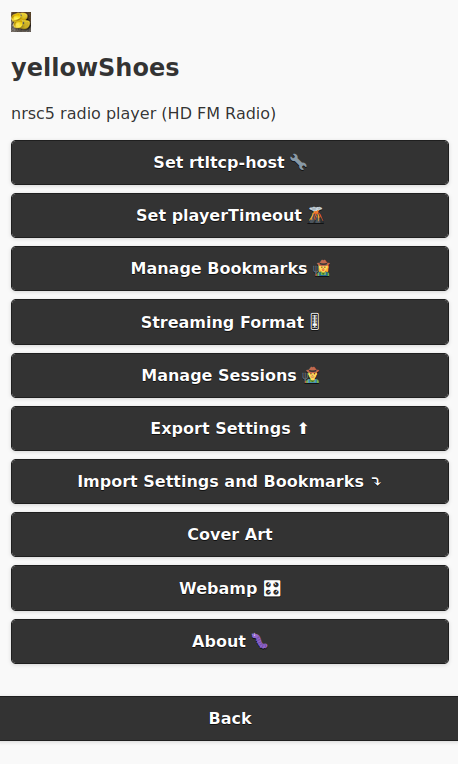 yellowShoes
nrsc5 radio player (HD FM Radio)
Set rtltcp-host 🔧
Set playerTimeout 🌋
Manage Bookmarks 👩‍🌾
Streaming Format 🎚
Manage Sessions 👩‍🌾
Export Settings ⬆
Import Settings and Bookmarks ⤵
Cover Art
Webamp 🎛
About 🐛
Back